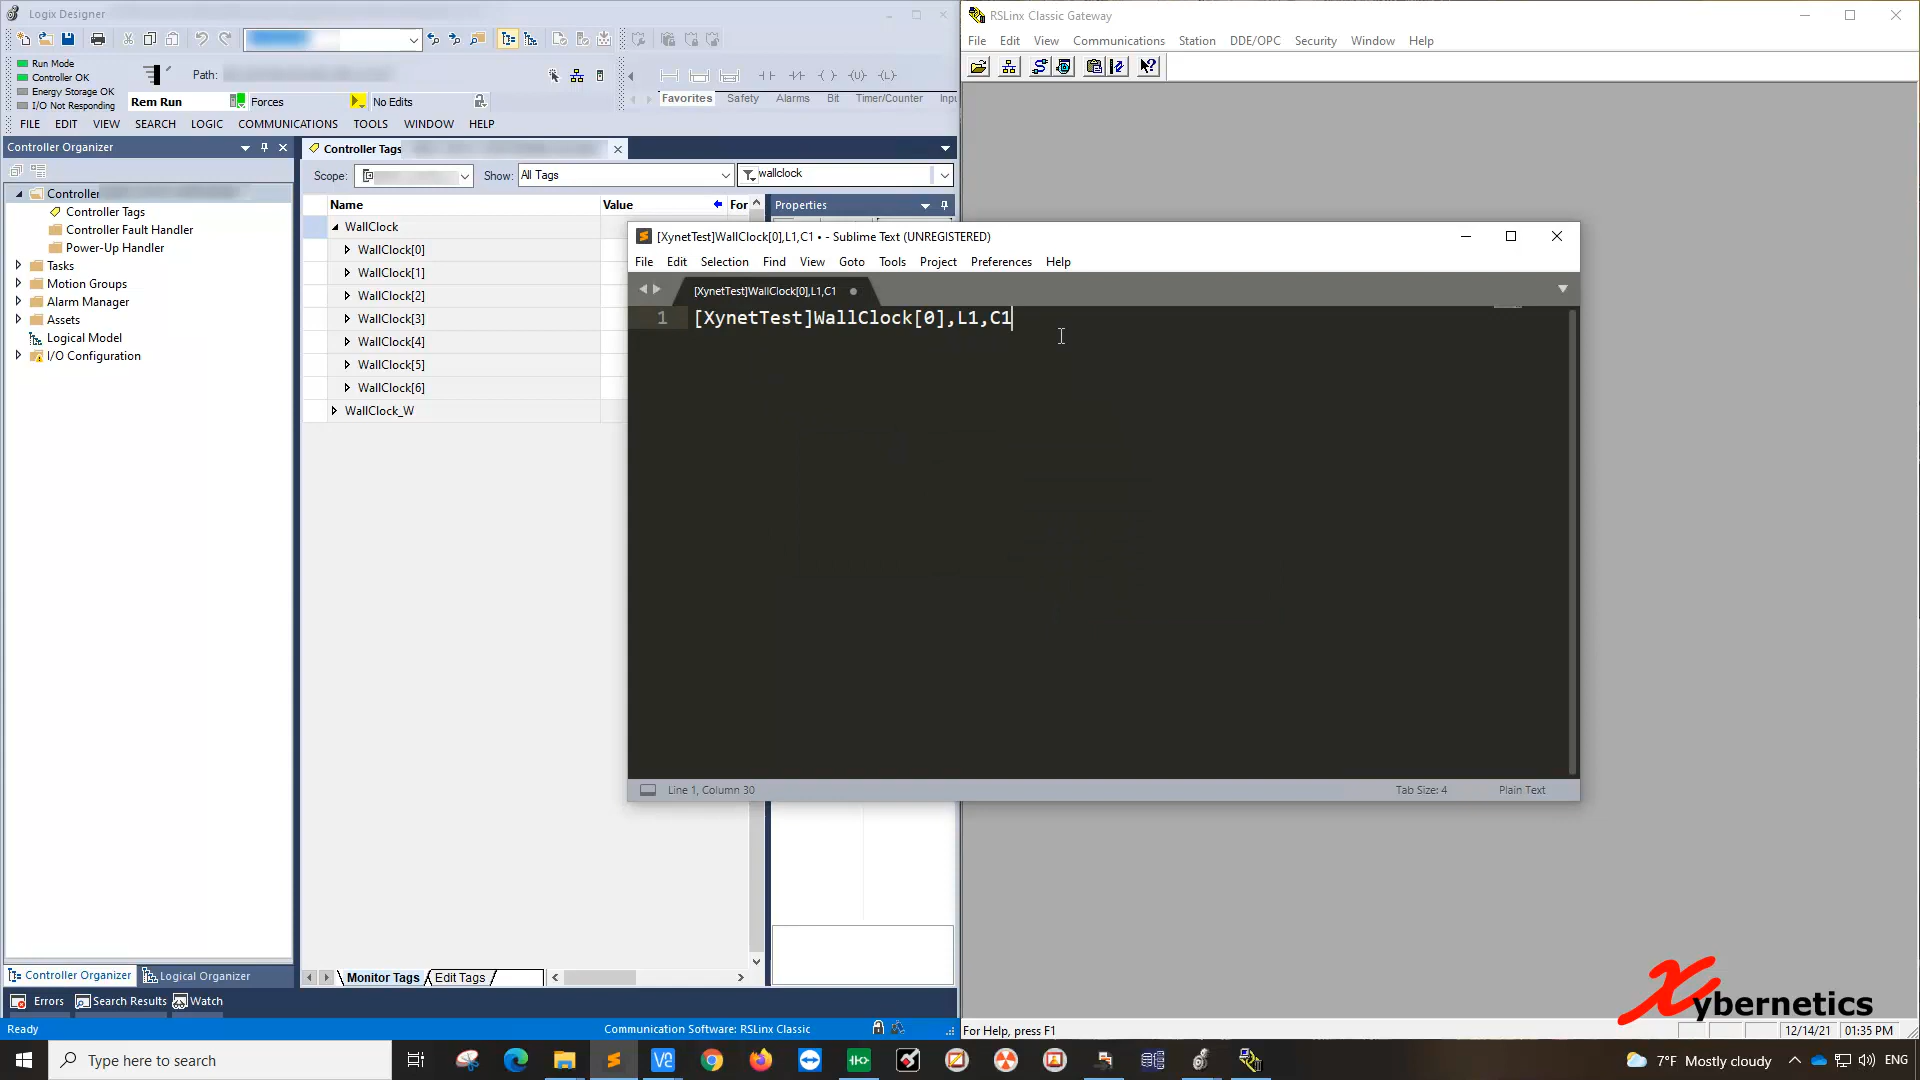 Logix Designer
Run Mode
Controller OK
Energy Storage OK
I/O Not Responding
Path:
Rem Run
Forces
No Edits
Favorites Safety Alarms Bit Timer/Counter
FILE EDIT VIEW SEARCH LOGIC COMMUNICATIONS TOOLS WINDOW HELP
Controller Organizer
Controller
Controller Tags
Controller Fault Handler
Power-Up Handler
Tasks
Motion Groups
Alarm Manager
Assets
Logical Model
I/O Configuration
Controller Organizer
Logical Organizer
Errors Search Results Watch
Ready
Controller Tags
Scope:
Show: All Tags
wallclock
Name Value For
Properties
WallClock
WallClock[0]
WallClock[1]
WallClock[2]
WallClock[3]
WallClock[4]
WallClock[5]
WallClock[6]
WallClock_W
Monitor Tags Edit Tags
Communication Software: RSLinx Classic
RSLinx Classic Gateway
File Edit View Communications Station DDE/OPC Security Window Help
[XynetTest]WallClock[0],L1,C1 • - Sublime Text (UNREGISTERED)
File Edit Selection Find View Goto Tools Project Preferences Help
[XynetTest]WallClock[0],L1,C1
1 [XynetTest]WallClock[0],L1,C1
Line 1, Column 30
Tab Size: 4
Plain Text
Xybernetics
For Help, press F1
12/14/21 01:35 PM
Type here to search
7°F Mostly cloudy
ENG